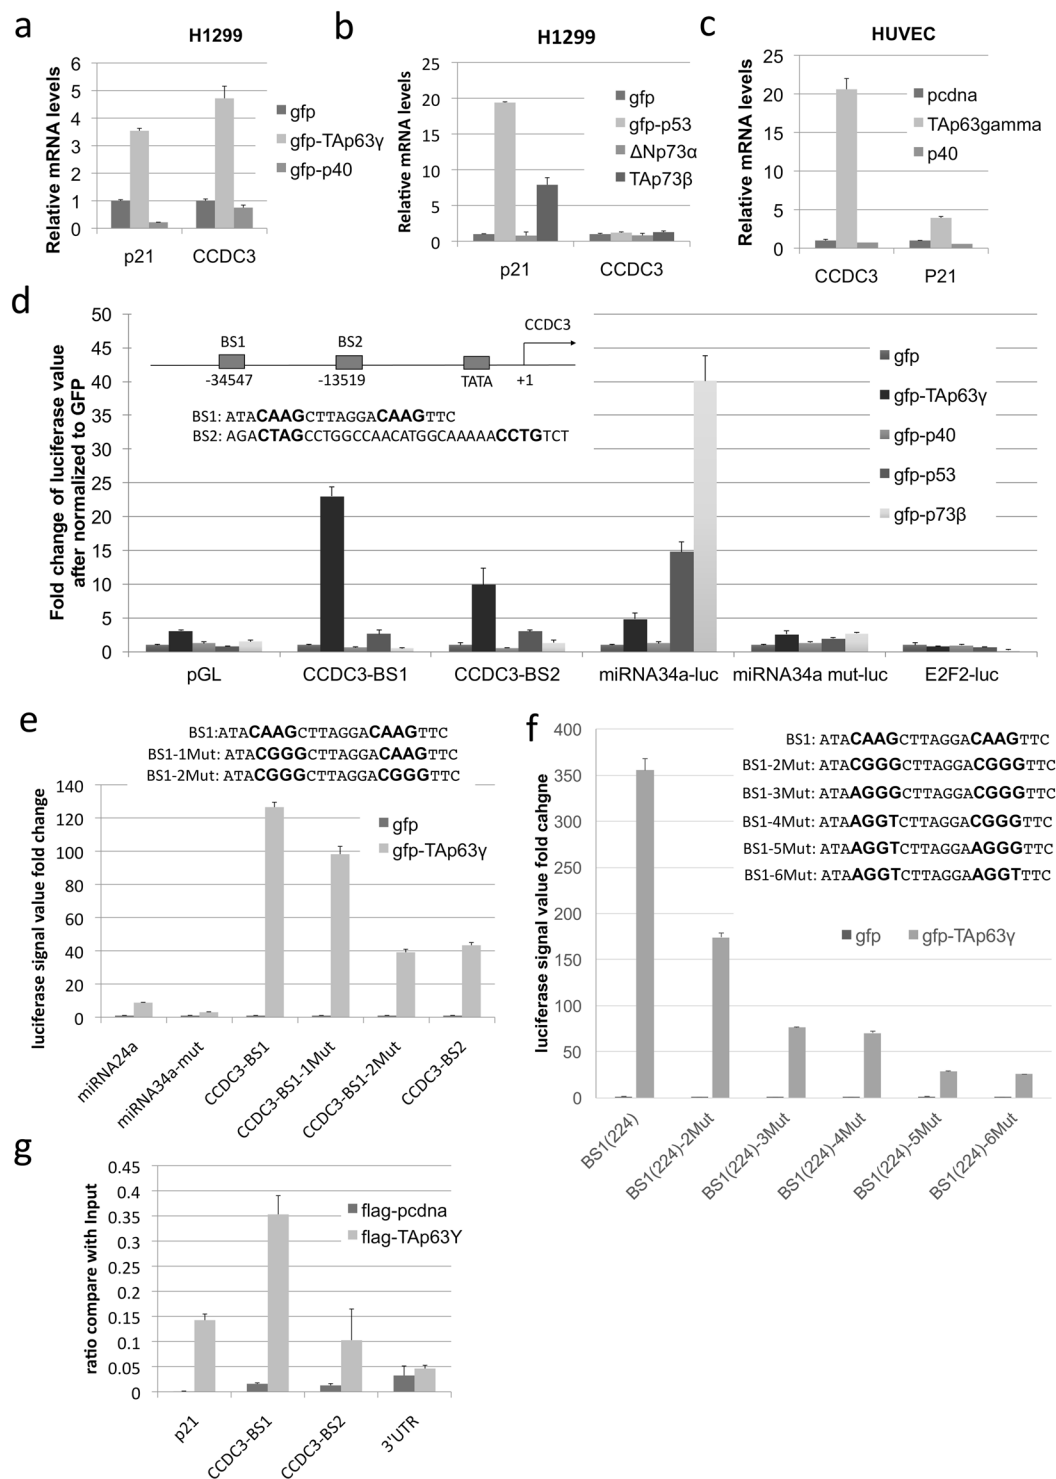 a
H1299
Relative mRNA levels
6
5
4
3
2
1
0
p21 CCDC3
gfp
gfp-TAp63γ
gfp-p40
b
H1299
Relative mRNA levels
25
20
15
10
5
0
p21 CCDC3
gfp
gfp-p53
ΔNp73α
TAp73β
c
HUVEC
Relative mRNA levels
25
20
15
10
5
0
CCDC3 P21
pcdna
TAp63gamma
p40
d
Fold change of luciferase value
after normalized to GFP
50
45
40
35
30
25
20
15
10
5
0
CCDC3
BS1 BS2
-34547 -13519 TATA +1
BS1: ATACAAGCTTAGGACAAGTTC
BS2: AGACTAGCCTGGCCAACATGGCAAAAACCTGTCT
gfp
gfp-TAp63γ
gfp-p40
gfp-p53
gfp-p73β
pGL CCDC3-BS1 CCDC3-BS2 miRNA34a-luc miRNA34a mut-luc E2F2-luc
e
BS1:ATACAAGCTTAGGACAAGTTC
BS1-1Mut: ATACGGGCTTAGGACAAGTTC
BS1-2Mut: ATACGGGCTTAGGACGGGTTC
luciferase signal value fold change
140
120
100
80
60
40
20
0
gfp
gfp-TAp63γ
miRNA24a
miRNA34a-mut
CCDC3-BS1
CCDC3-BS1-1Mut
CCDC3-BS1-2Mut
CCDC3-BS2
f
luciferase signal value fold cahgne
400
350
300
250
200
150
100
50
0
BS1: ATACAAGCTTAGGACAAGTTC
BS1-2Mut: ATACGGGCTTAGGACGGGTTC
BS1-3Mut: ATAAGGGCTTAGGACGGGTTC
BS1-4Mut: ATAAGGTCTTAGGACGGGTTC
BS1-5Mut: ATAAGGTCTTAGGAAGGGTTC
BS1-6Mut: ATAAGGTCTTAGGAAGGTTTC
gfp gfp-TAp63γ
BS1(224)
BS1(224)-2Mut
BS1(224)-3Mut
BS1(224)-4Mut
BS1(224)-5Mut
BS1(224)-6Mut
g
ratio compare with Input
0.45
0.4
0.35
0.3
0.25
0.2
0.15
0.1
0.05
0
flag-pcdna
flag-TAp63Y
p21
CCDC3-BS1
CCDC3-BS2
3'UTR